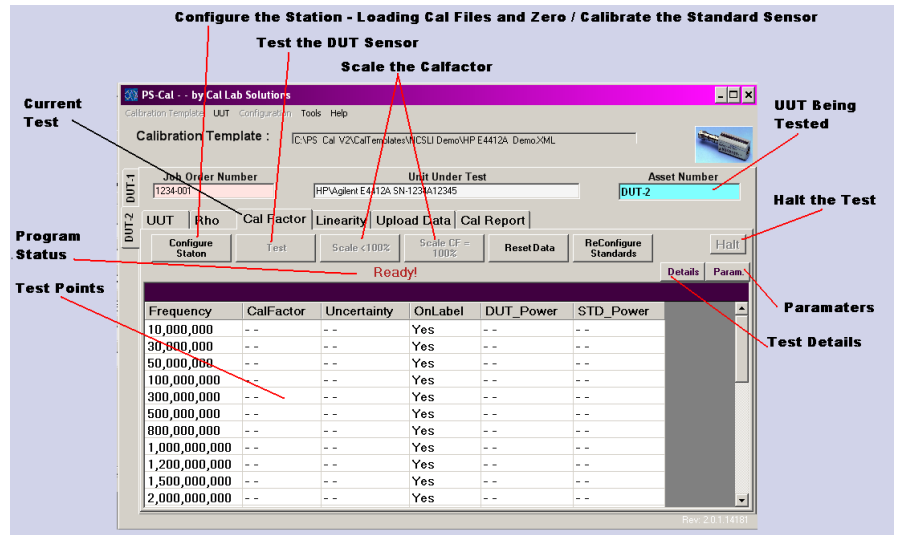 Configure the Station - Loading Cal Files and Zero / Calibrate the Standard Sensor
Test the DUT Sensor
Scale the Calfactor
Current
Test
UUT Being
Tested
Halt the Test
Program
Status
Test Points
Paramaters
Test Details
PS-Cal - - by Cal Lab Solutions
Calibration Template UUT Configuration Tools Help
Calibration Template : C:\PS Cal V2\CalTemplates\NCSLI Demo\HP E4412A Demo.XML
Job Order Number Unit Under Test Asset Number
1234-001 HP\Agilent E4412A SN-1234A12345 DUT-2
DUT-1
DUT-2
UUT Rho Cal Factor Linearity Upload Data Cal Report
Configure Staton Test Scale <100% Scale CF = 100% Reset Data ReConfigure Standards Halt
Ready!
Details Param.
Frequency CalFactor Uncertainty OnLabel DUT_Power STD_Power
10,000,000 - - - - Yes - - - -
30,000,000 - - - - Yes - - - -
50,000,000 - - - - Yes - - - -
100,000,000 - - - - Yes - - - -
300,000,000 - - - - Yes - - - -
500,000,000 - - - - Yes - - - -
800,000,000 - - - - Yes - - - -
1,000,000,000 - - - - Yes - - - -
1,200,000,000 - - - - Yes - - - -
1,500,000,000 - - - - Yes - - - -
2,000,000,000 - - - - Yes - - - -
Rev. 2.0.1.14181